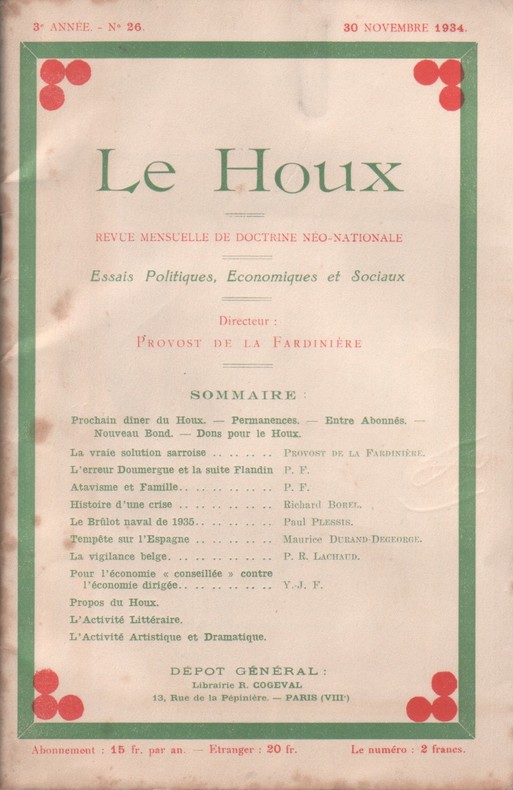 3e ANNÉE. - No 26. 30 NOVEMBRE 1934.
Le Houx
REVUE MENSUELLE DE DOCTRINE NÉO-NATIONALE
Essais Politiques, Economiques et Sociaux
Directeur :
PROVOST DE LA FARDINIÈRE
SOMMAIRE :
Prochain dîner du Houx. — Permanences. — Entre Abonnés. —
Nouveau Bond. — Dons pour le Houx.
La vraie solution sarroise . . . . . . . PROVOST DE LA FARDINIÈRE.
L'erreur Doumergue et la suite Flandin P. F.
Atavisme et Famille. . . . . . . . . . . P. F.
Histoire d'une crise . . . . . . . . . . Richard BOREL.
Le Brûlot naval de 1935. . . . . . . . . Paul PLESSIS.
Tempête sur l'Espagne . . . . . . . . . Maurice DURAND-DEGEORGE.
La vigilance belge. . . . . . . . . . . . P. R. LACHAUD.
Pour l'économie « conseillée » contre
l'économie dirigée. . . . . . . . . . . Y.-J. F.
Propos du Houx.
L'Activité Littéraire.
L'Activité Artistique et Dramatique.
DÉPOT GÉNÉRAL :
Librairie R. COGEVAL
13, Rue de la Pépinière. — PARIS (VIIIe)
Abonnement : 15 fr. par an. — Etranger : 20 fr. Le numéro : 2 francs.